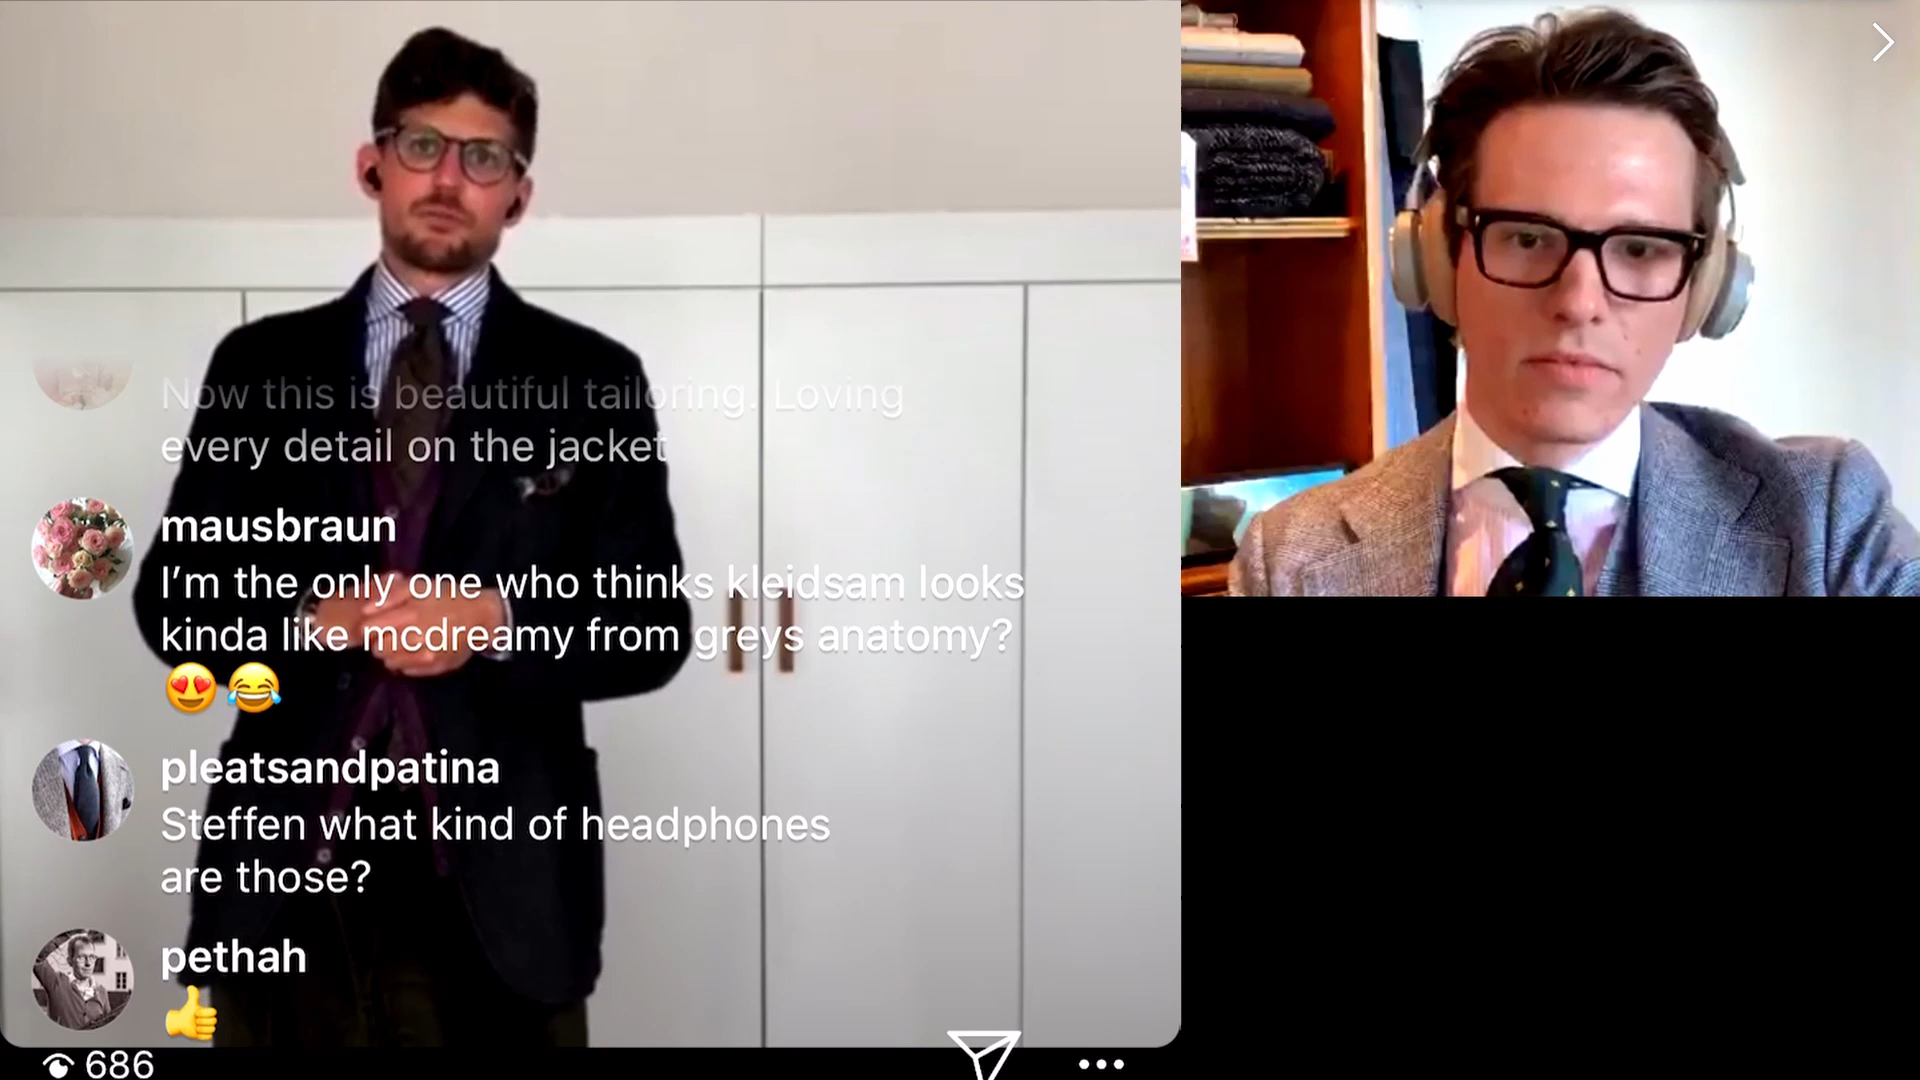 Now this is beautiful tailoring. Loving
every detail on the jacket
mausbraun
I’m the only one who thinks kleidsam looks
kinda like mcdreamy from greys anatomy?
😍😂
pleatsandpatina
Steffen what kind of headphones
are those?
pethah
👍
686